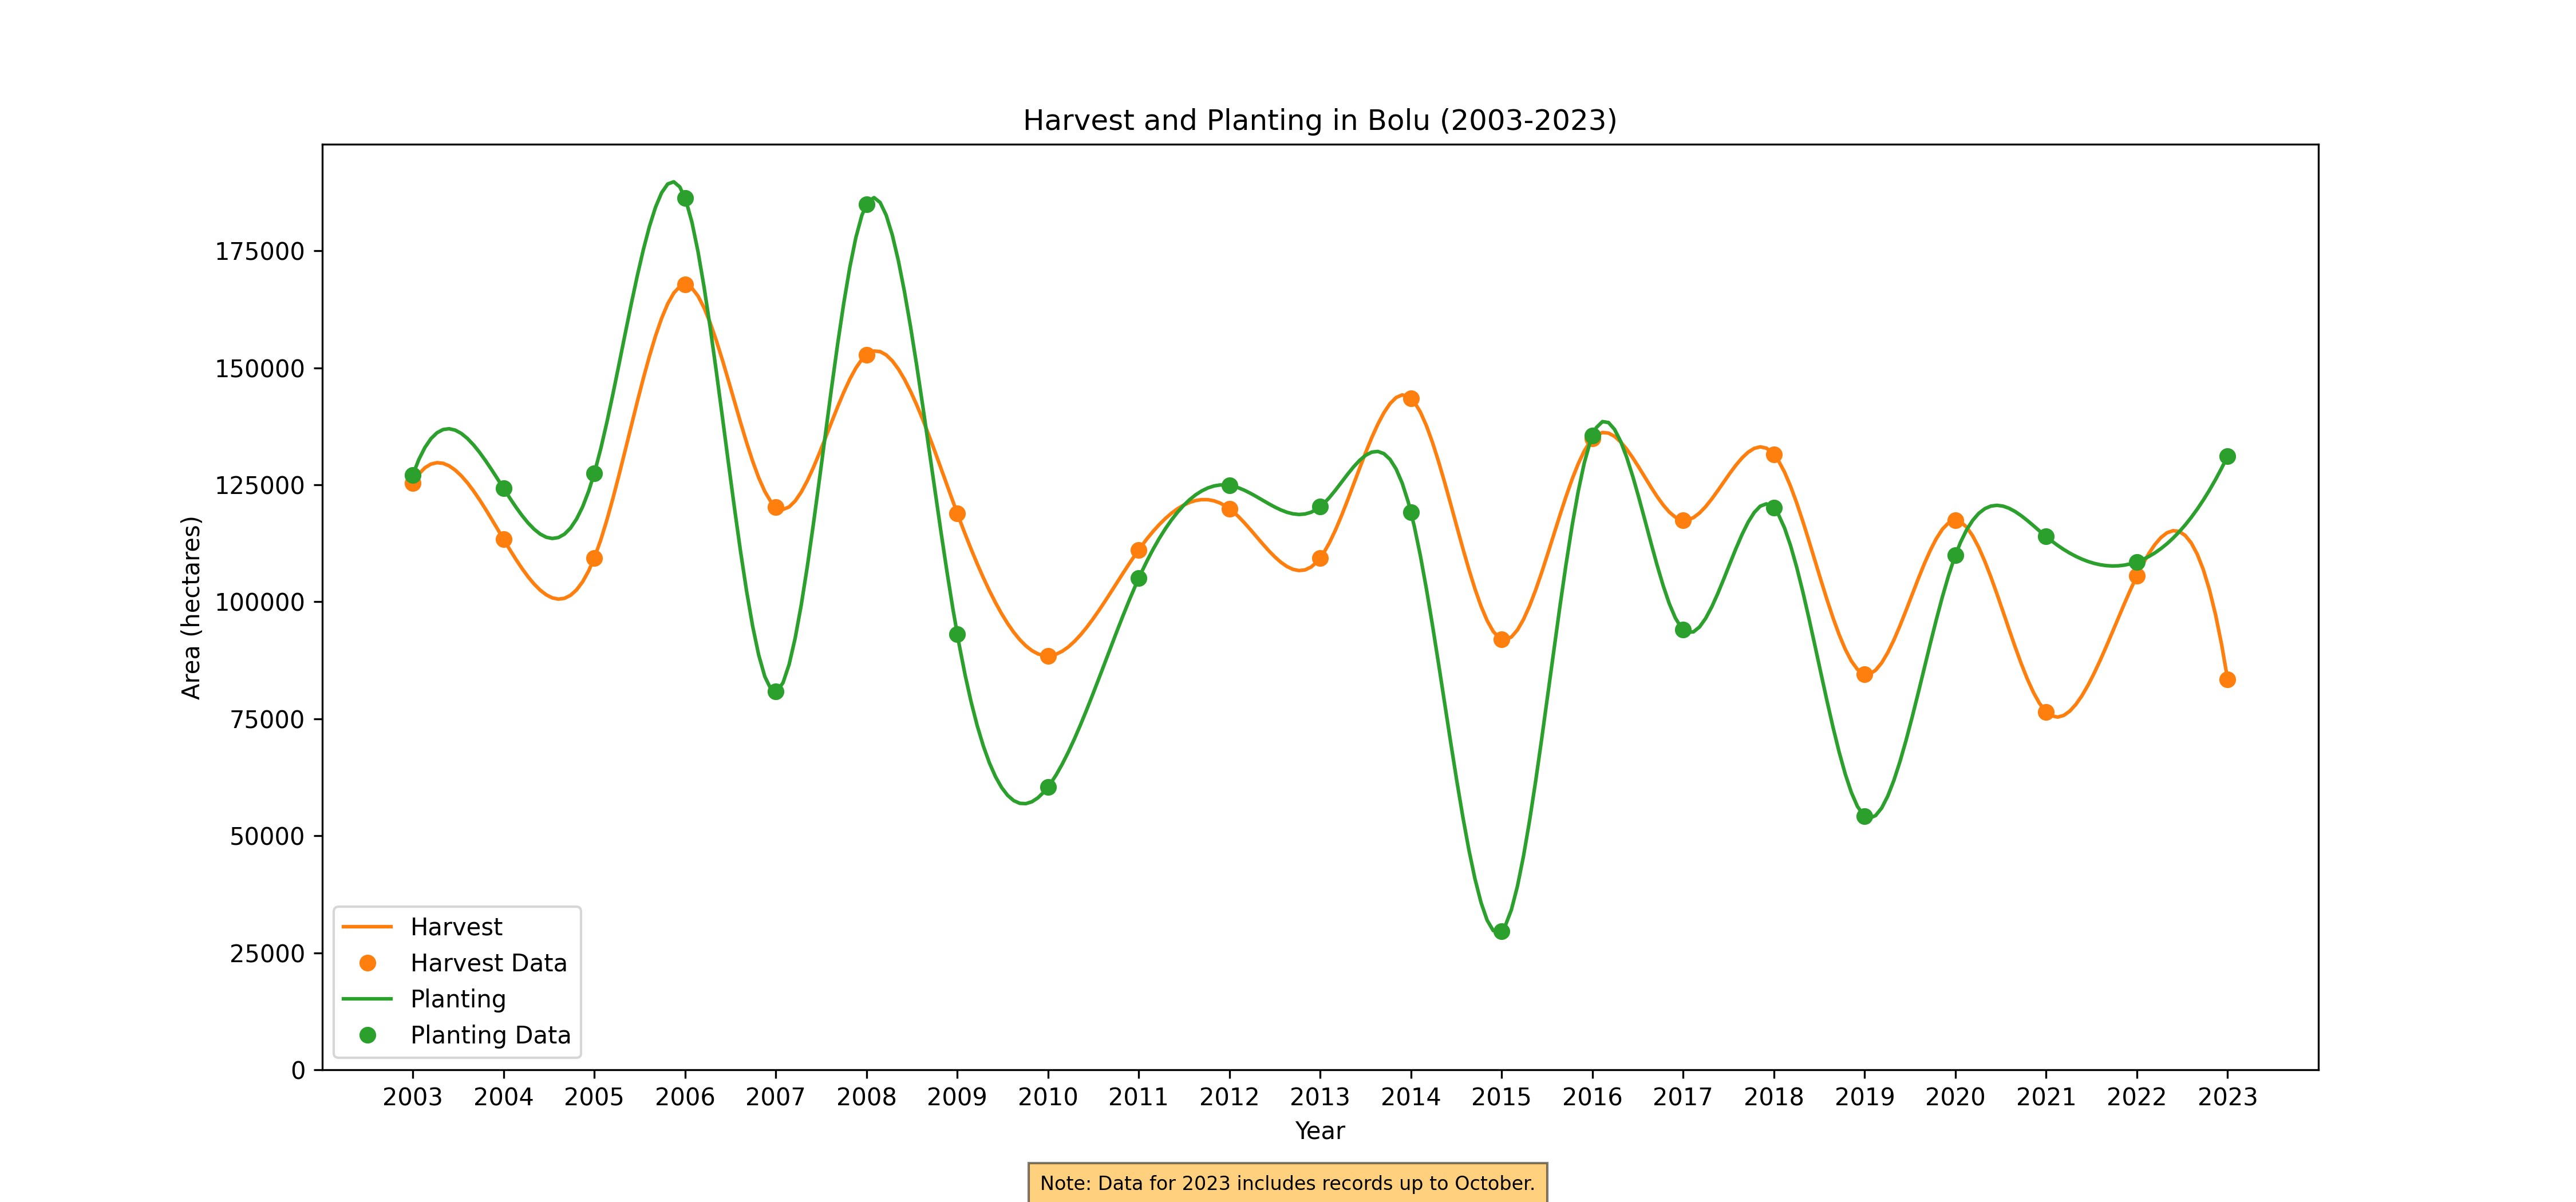 Harvest and Planting in Bolu (2003-2023)
Area (hectares)
175000
150000
125000
100000
75000
50000
25000
0
Harvest
Harvest Data
Planting
Planting Data
2003 2004 2005 2006 2007 2008 2009 2010 2011 2012 2013 2014 2015 2016 2017 2018 2019 2020 2021 2022 2023
Year
Note: Data for 2023 includes records up to October.